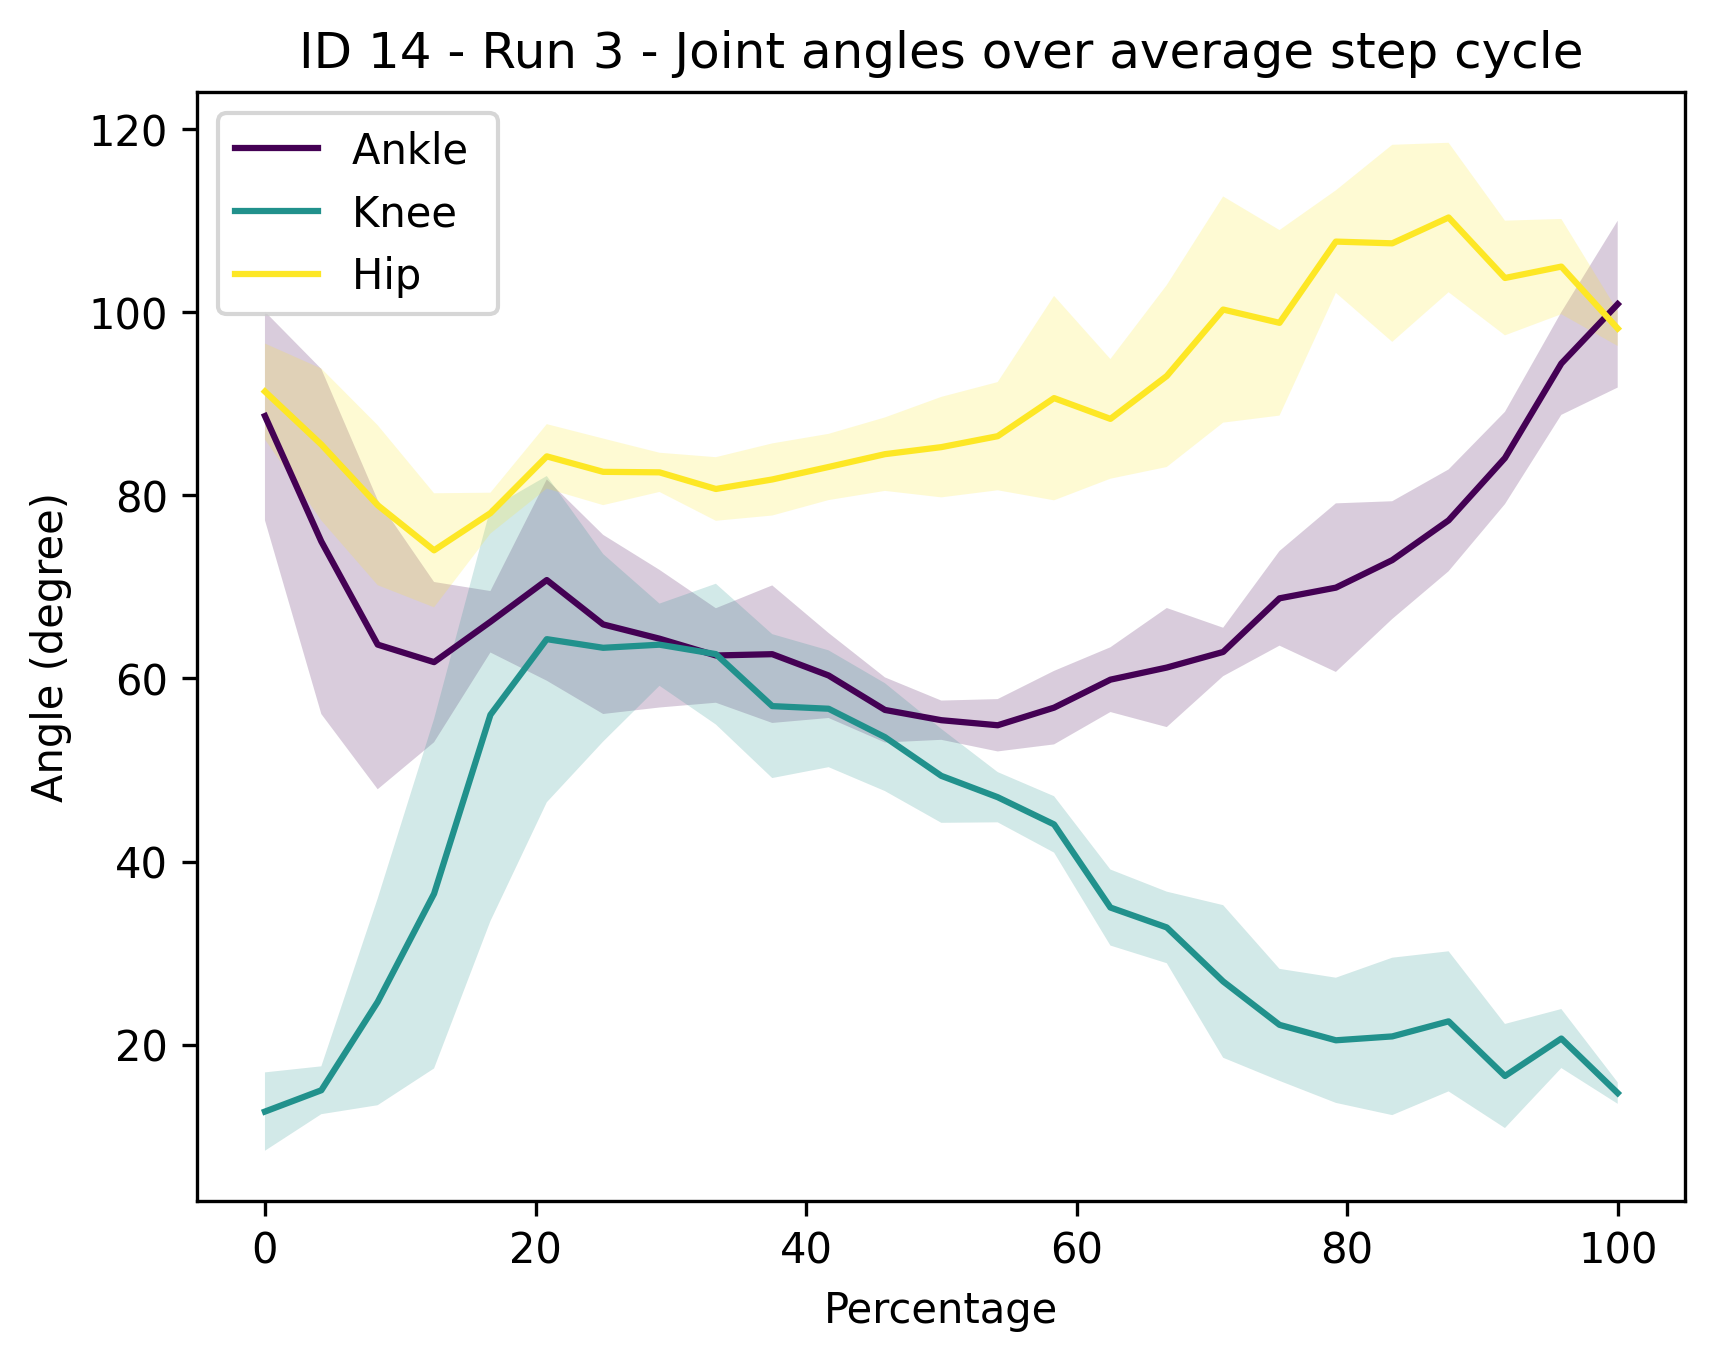 ID 14 - Run 3 - Joint angles over average step cycle
Ankle
Knee
Hip
120
100
80
60
40
20
Angle (degree)
0 20 40 60 80 100
Percentage